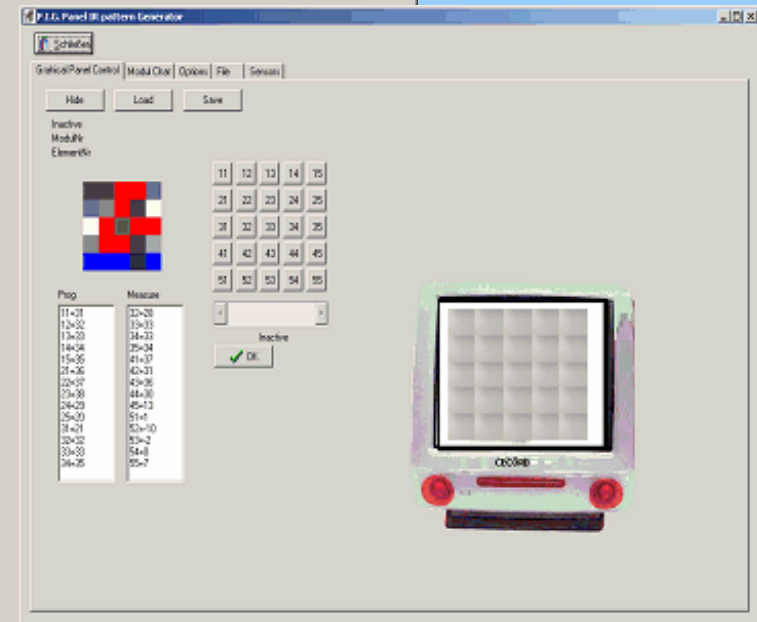 F.I.G. Panel IR pattern Generator
Schließen
Grahical Panel Control Modul Char Options File Sensors
Hide Load Save
Inactive
ModulNr
ElementNr
11 12 13 14 15
21 22 23 24 25
31 32 33 34 35
41 42 43 44 45
51 52 53 54 55
Prog Measure
11=31 32=28
12=32 33=33
13=33 34=33
14=34 35=34
15=35 41=37
21=36 42=31
22=37 43=36
23=38 44=30
24=29 45=13
25=20 51=1
31=21 52=-10
32=32 53=-2
33=33 54=8
34=35 55=7
Inactive
OK